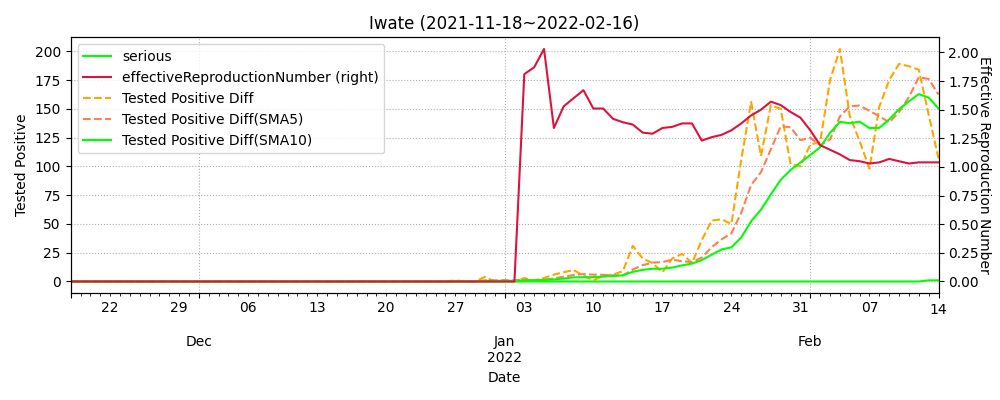 Iwate (2021-11-18~2022-02-16)
serious
effectiveReproductionNumber (right)
Tested Positive Diff
Tested Positive Diff(SMA5)
Tested Positive Diff(SMA10)
Tested Positive
200
175
150
125
100
75
50
25
0
2.00
1.75
1.50
1.25
1.00
0.75
0.50
0.25
0.00
Effective Reproduction Number
22 29 06 13 20 27 03 10 17 24 31 07 14
Dec Jan Feb
2022
Date